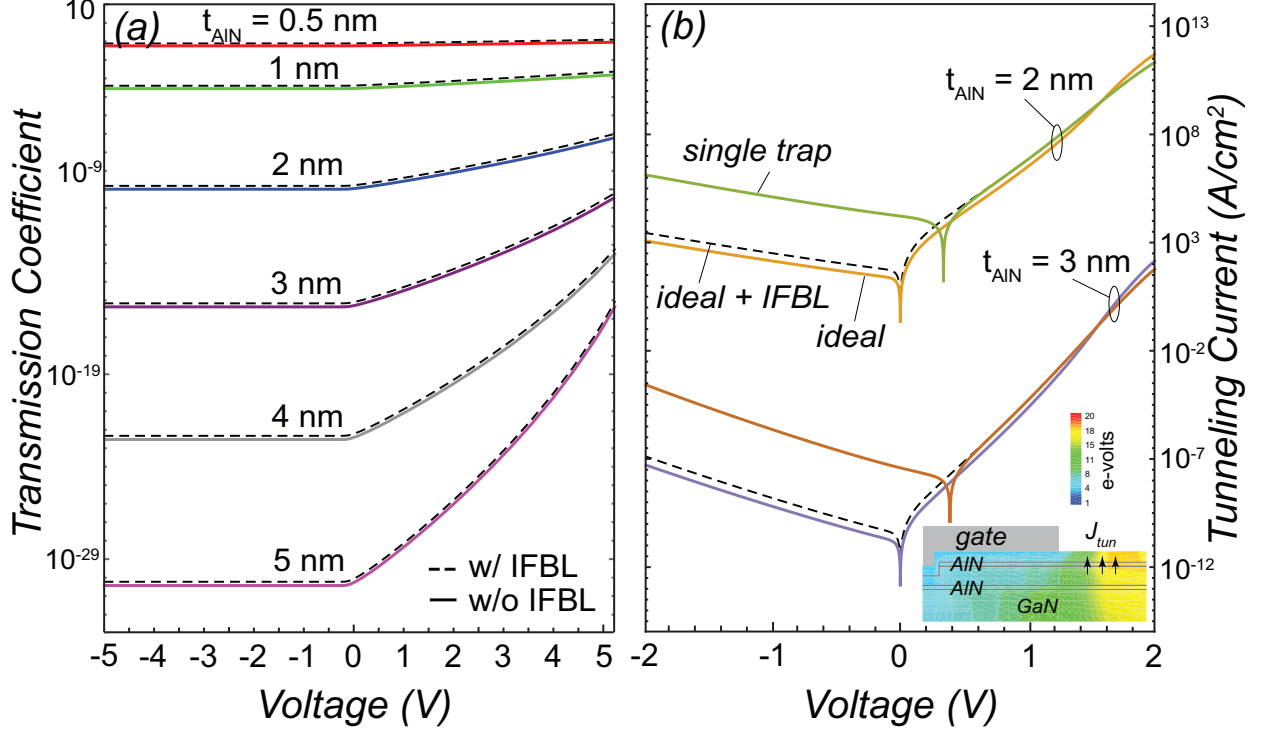 (a)
10
t_AlN = 0.5 nm
1 nm
2 nm
10^-9
3 nm
10^-19
4 nm
10^-29
5 nm
w/ IFBL
w/o IFBL
-5 -4 -3 -2 -1 0 1 2 3 4 5
Voltage (V)
Transmission Coefficient
(b)
10^13
t_AlN = 2 nm
10^8
single trap
10^3
t_AlN = 3 nm
ideal + IFBL
ideal
10^-2
10^-7
10^-12
20
18
15
11
8
4
1
e-volts
gate
J_tun
AlN
AlN
GaN
-2 -1 0 1 2
Voltage (V)
Tunneling Current (A/cm^2)